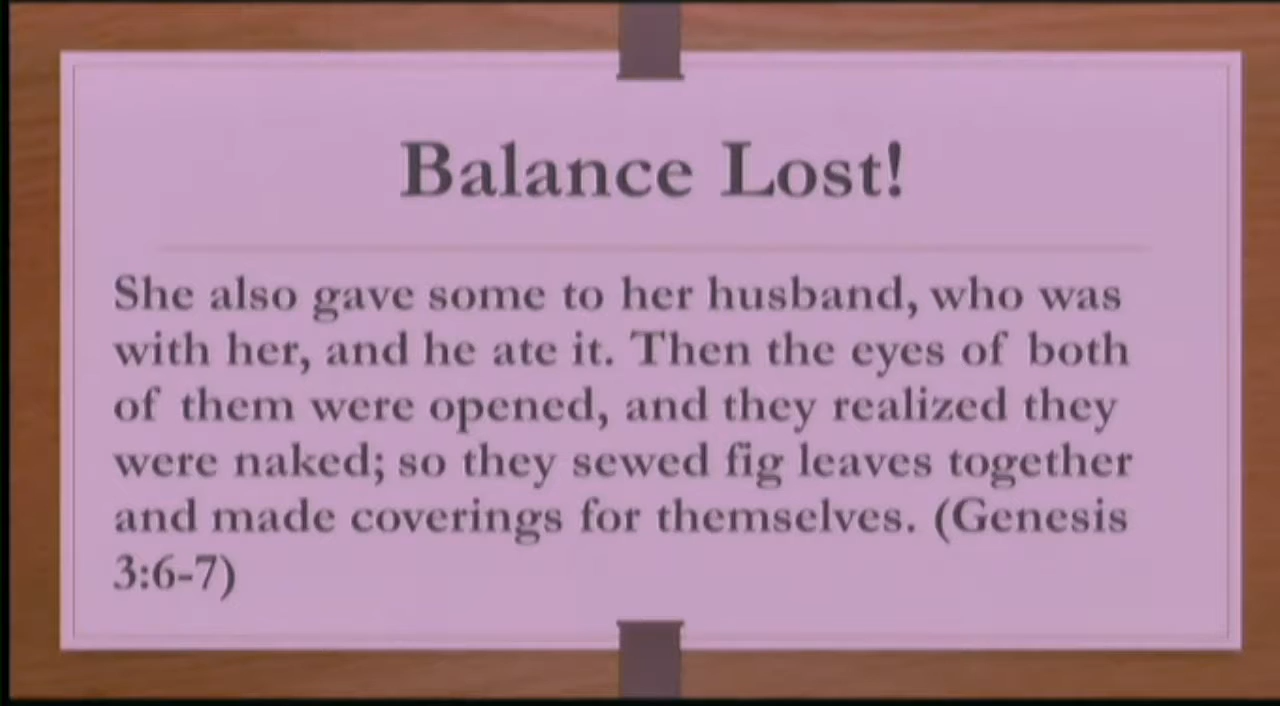 Balance Lost!
She also gave some to her husband, who was
with her, and he ate it. Then the eyes of both
of them were opened, and they realized they
were naked; so they sewed fig leaves together
and made coverings for themselves. (Genesis
3:6-7)